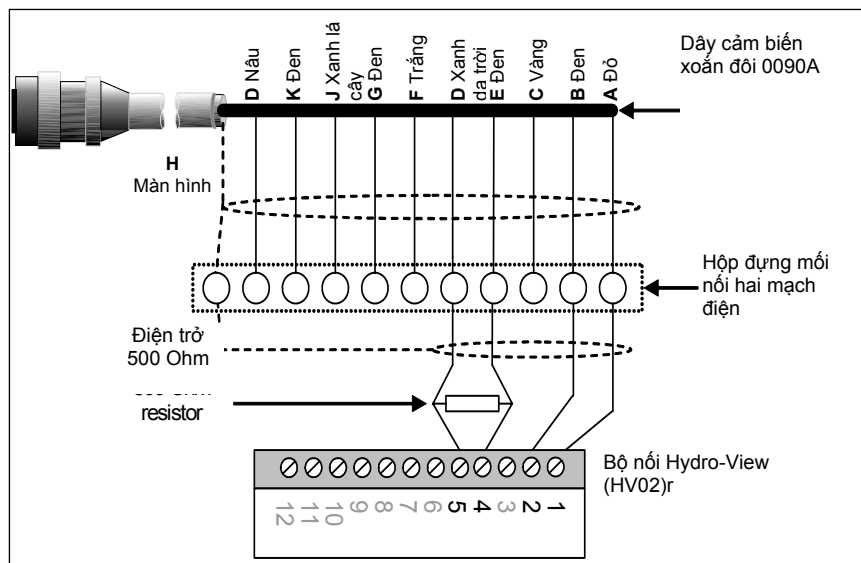 D Nâu
K Đen
J Xanh lá
cây
G Đen
F Trắng
D Xanh
da trời
E Đen
C Vàng
B Đen
A Đỏ
Dây cảm biến
xoắn đôi 0090A
H
Màn hình
Hộp đựng mối
nối hai mạch
điện
Điện trở
500 Ohm
resistor
Bộ nối Hydro-View
(HV02)r
12
11
10
9
8
7
6
5
4
3
2
1